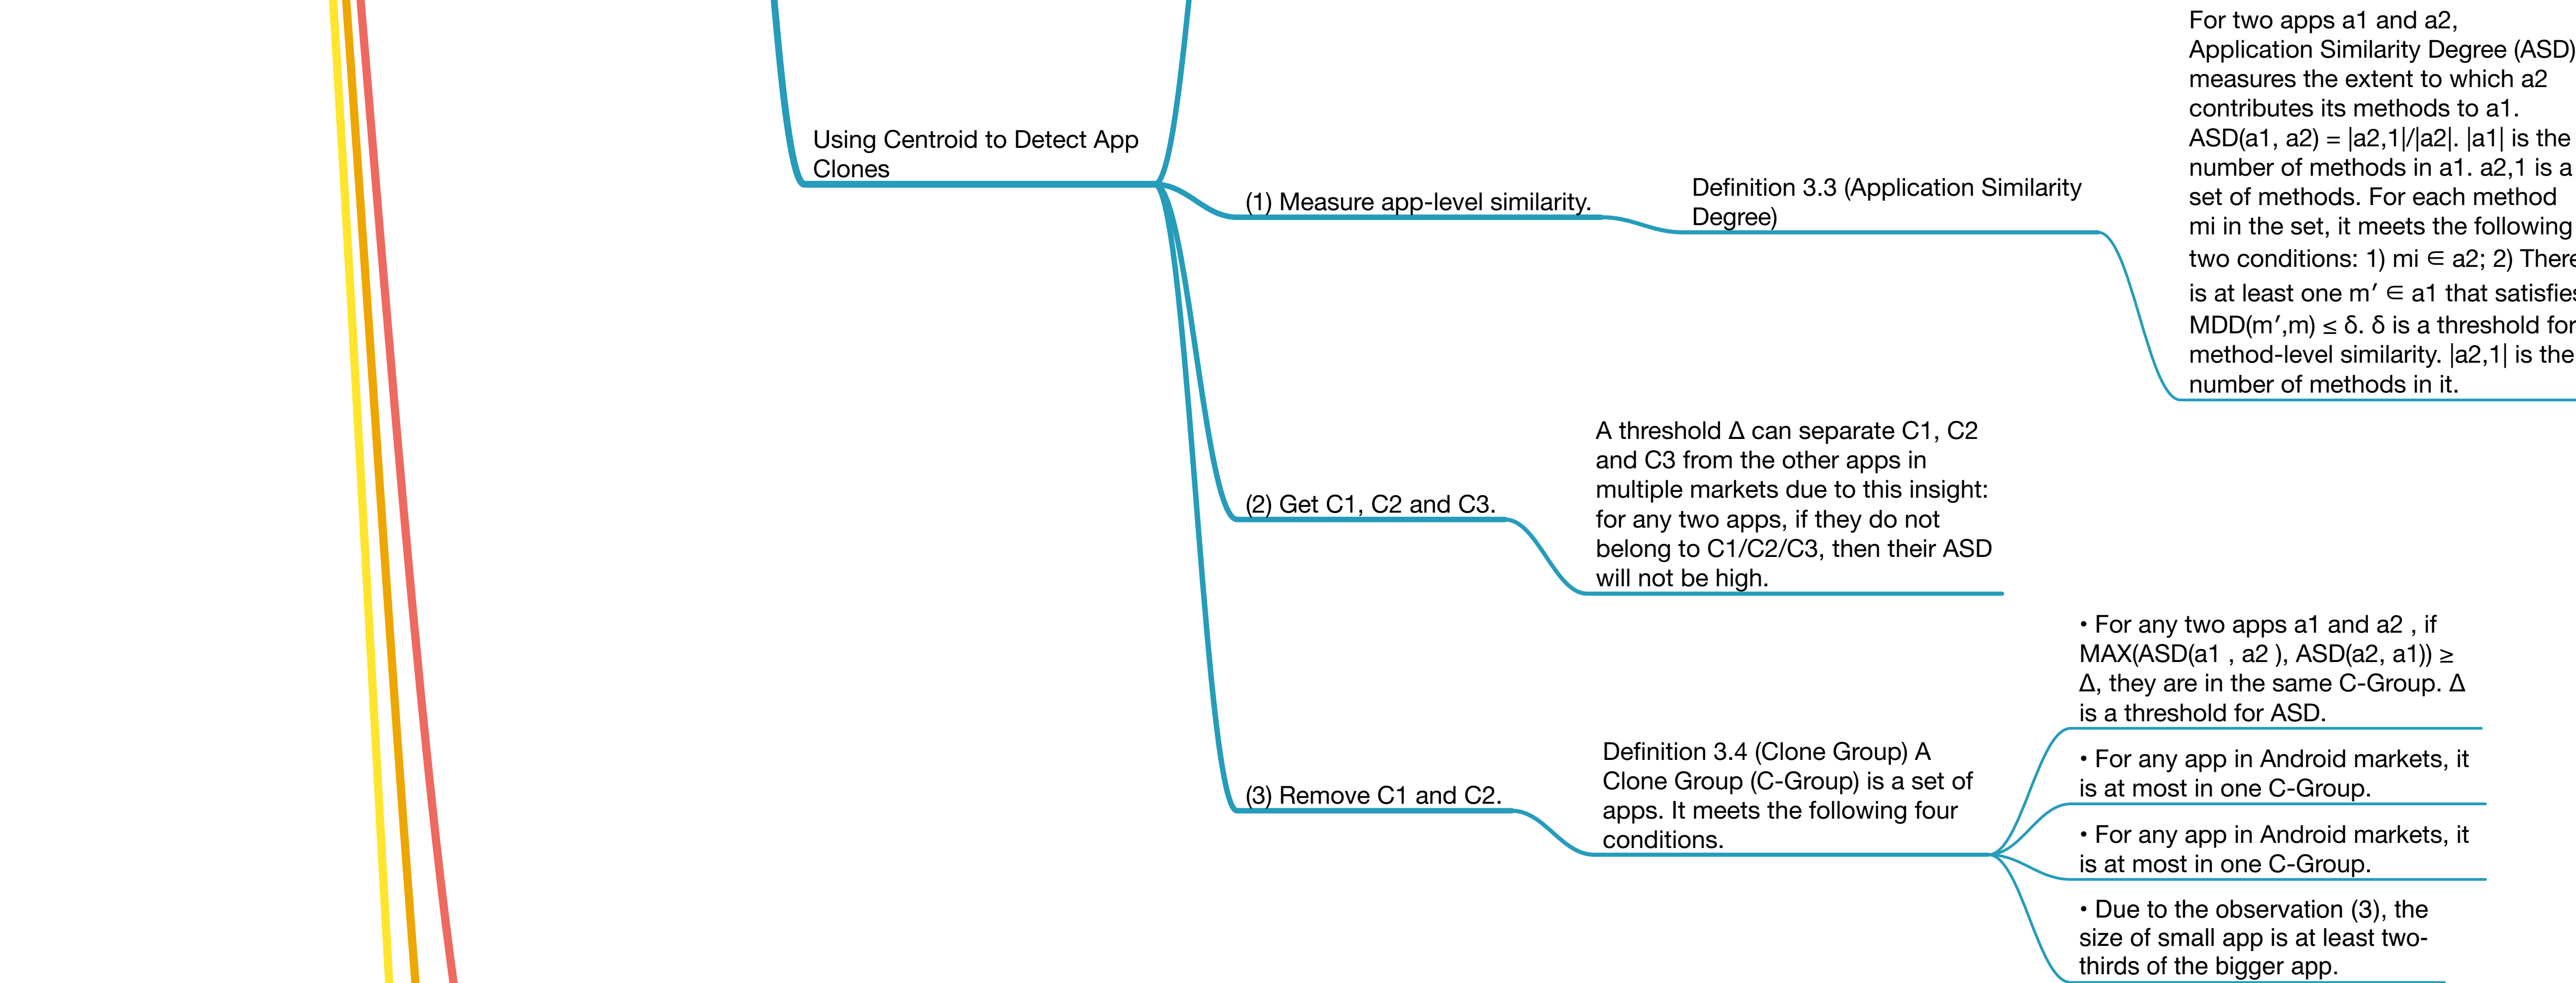 Using Centroid to Detect App
Clones
(1) Measure app-level similarity.
Definition 3.3 (Application Similarity
Degree)
For two apps a1 and a2,
Application Similarity Degree (ASD)
measures the extent to which a2
contributes its methods to a1.
ASD(a1, a2) = |a2,1|/|a2|. |a1| is the
number of methods in a1. a2,1 is a
set of methods. For each method
mi in the set, it meets the following
two conditions: 1) mi ∈ a2; 2) There
is at least one m′ ∈ a1 that satisfies
MDD(m′,m) ≤ δ. δ is a threshold for
method-level similarity. |a2,1| is the
number of methods in it.
(2) Get C1, C2 and C3.
A threshold Δ can separate C1, C2
and C3 from the other apps in
multiple markets due to this insight:
for any two apps, if they do not
belong to C1/C2/C3, then their ASD
will not be high.
(3) Remove C1 and C2.
Definition 3.4 (Clone Group) A
Clone Group (C-Group) is a set of
apps. It meets the following four
conditions.
• For any two apps a1 and a2 , if
MAX(ASD(a1 , a2 ), ASD(a2, a1)) ≥
Δ, they are in the same C-Group. Δ
is a threshold for ASD.
• For any app in Android markets, it
is at most in one C-Group.
• For any app in Android markets, it
is at most in one C-Group.
• Due to the observation (3), the
size of small app is at least two-
thirds of the bigger app.